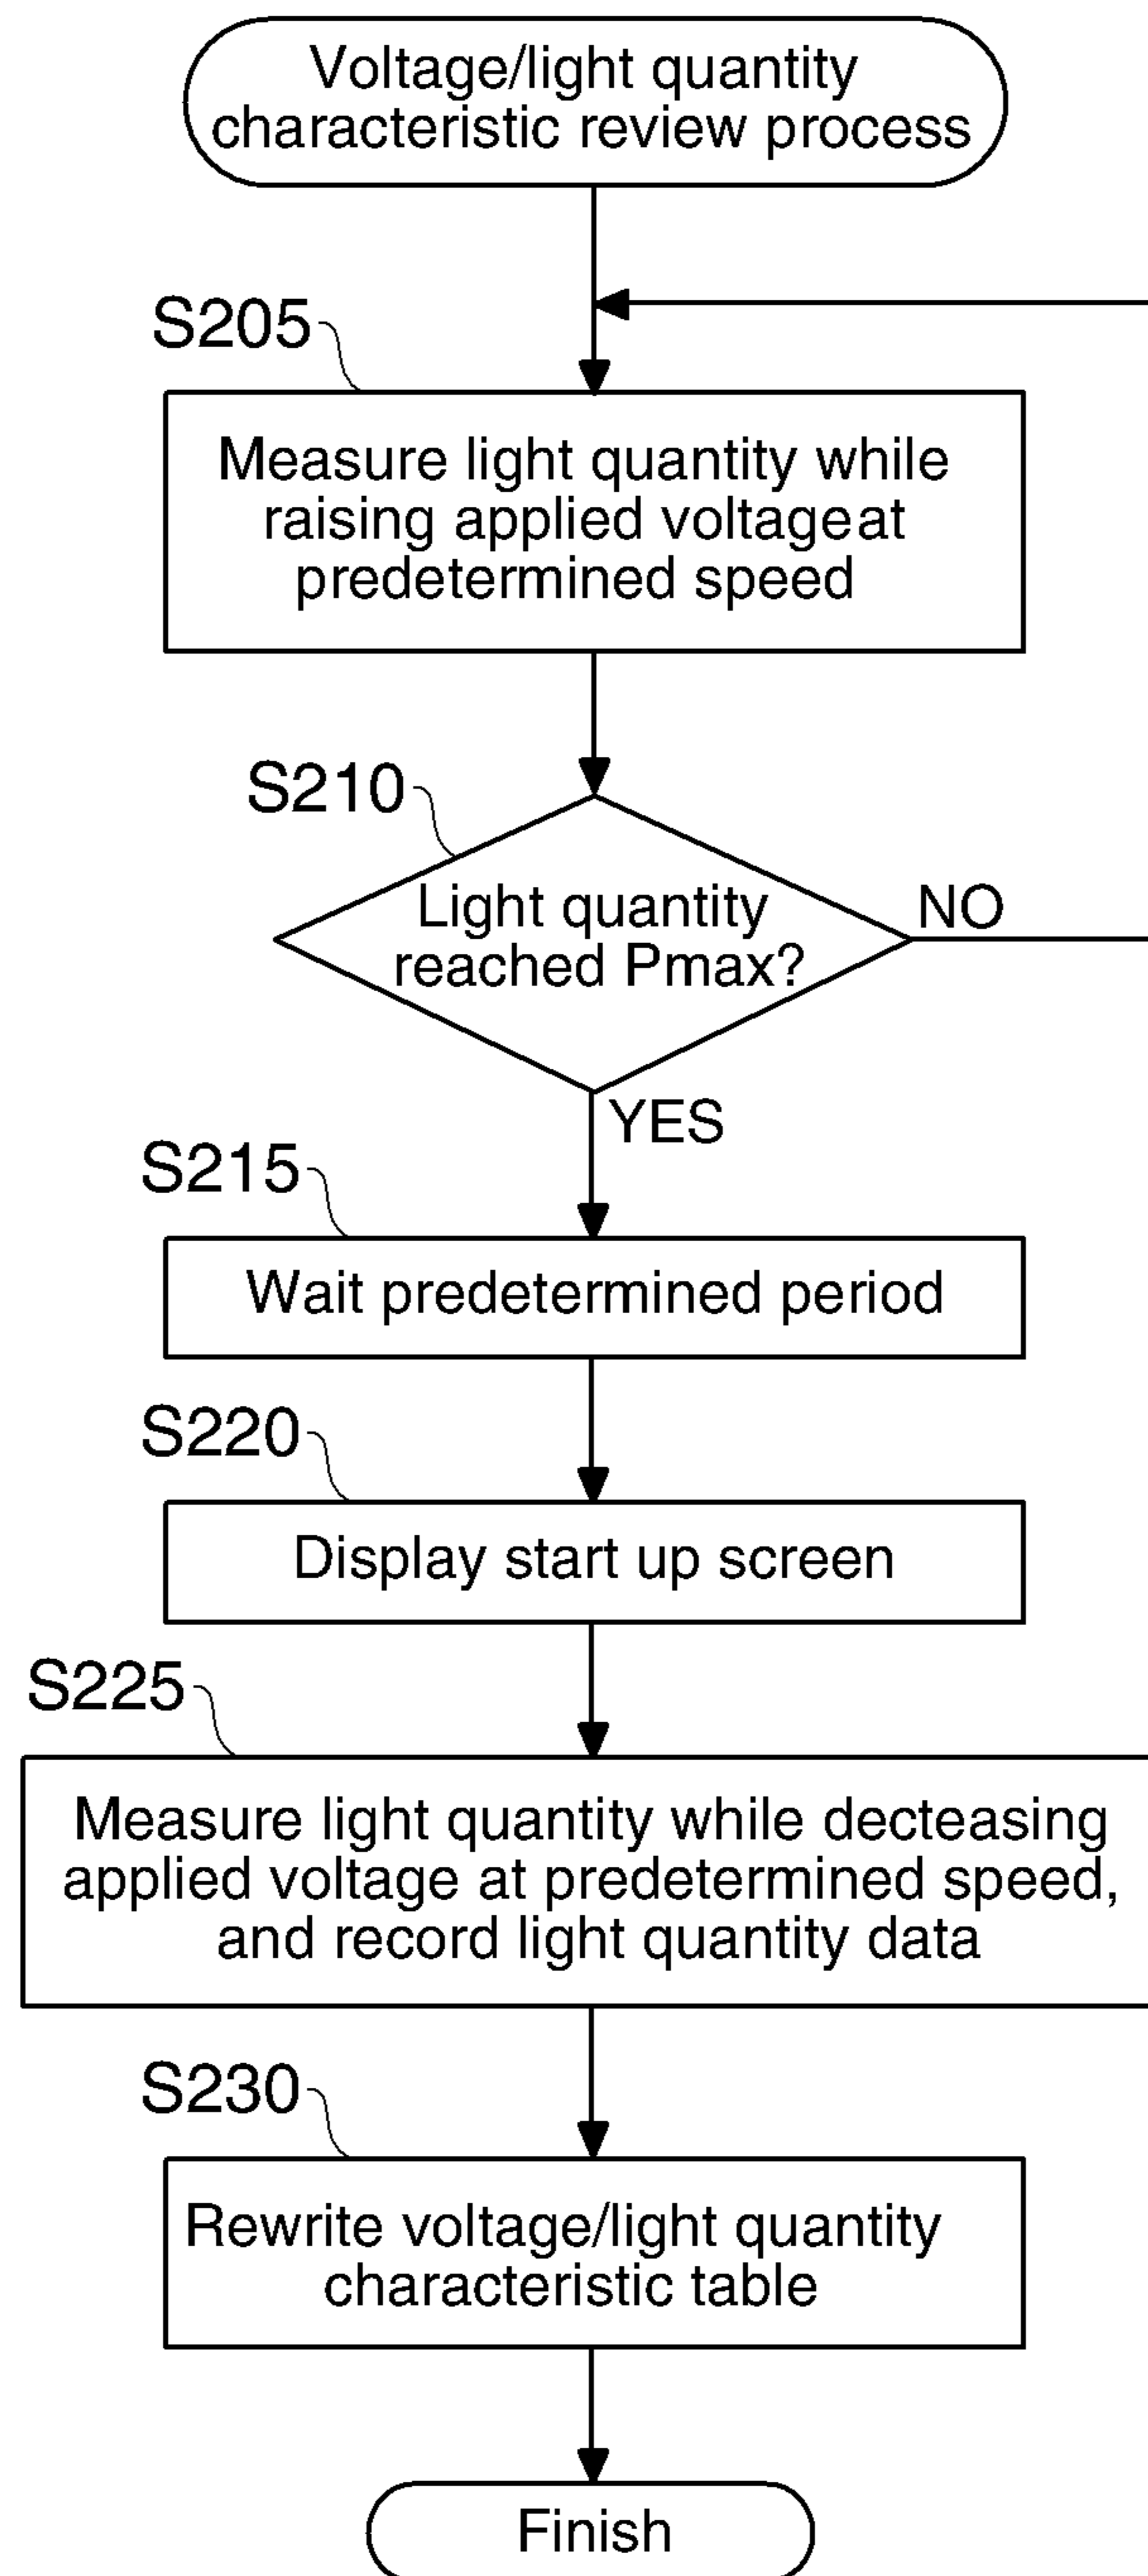 Voltage/light quantity
characteristic review process
S205
Measure light quantity while
raising applied voltage at
predetermined speed
S210
Light quantity
reached Pmax?
NO
YES
S215
Wait predetermined period
S220
Display start up screen
S225
Measure light quantity while decteasing
applied voltage at predetermined speed,
and record light quantity data
S230
Rewrite voltage/light quantity
characteristic table
Finish